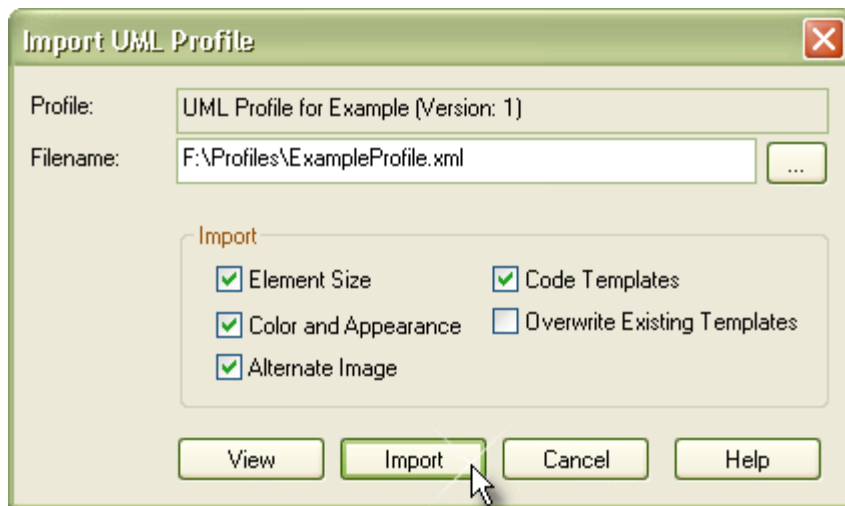 Import UML Profile
Profile: UML Profile for Example (Version: 1)
Filename: F:\Profiles\ExampleProfile.xml ...
Import
Element Size Code Templates
Color and Appearance Overwrite Existing Templates
Alternate Image
View Import Cancel Help